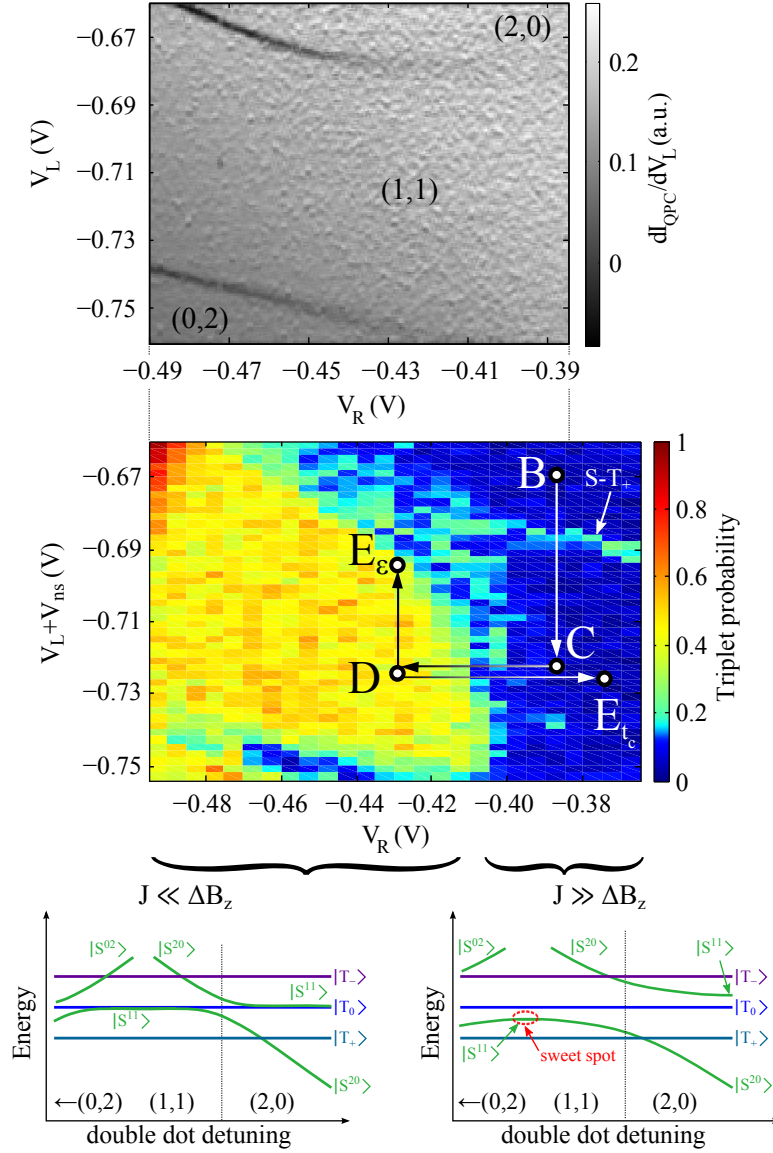 −0.67
−0.69
−0.71
−0.73
−0.75
V_L (V)
(2,0)
(1,1)
(0,2)
0.2
0.1
0
dI_QPC/dV_L (a.u.)
−0.49 −0.47 −0.45 −0.43 −0.41 −0.39
V_R (V)
−0.67
−0.69
−0.71
−0.73
−0.75
V_L+V_ns (V)
B
S-T_+
E_ε
C
D
E_t_c
1
0.8
0.6
0.4
0.2
0
Triplet probability
−0.48 −0.46 −0.44 −0.42 −0.40 −0.38
V_R (V)
J ≪ ΔB_z
|S^02⟩ |S^20⟩
|T_−⟩
|S^11⟩
|T_0⟩
|S^11⟩
|T_+⟩
|S^20⟩
←(0,2) (1,1) (2,0)
Energy
double dot detuning
J ≫ ΔB_z
|S^02⟩ |S^20⟩ |S^11⟩
|T_−⟩
|T_0⟩
|T_+⟩
|S^11⟩
sweet spot
|S^20⟩
←(0,2) (1,1) (2,0)
Energy
double dot detuning